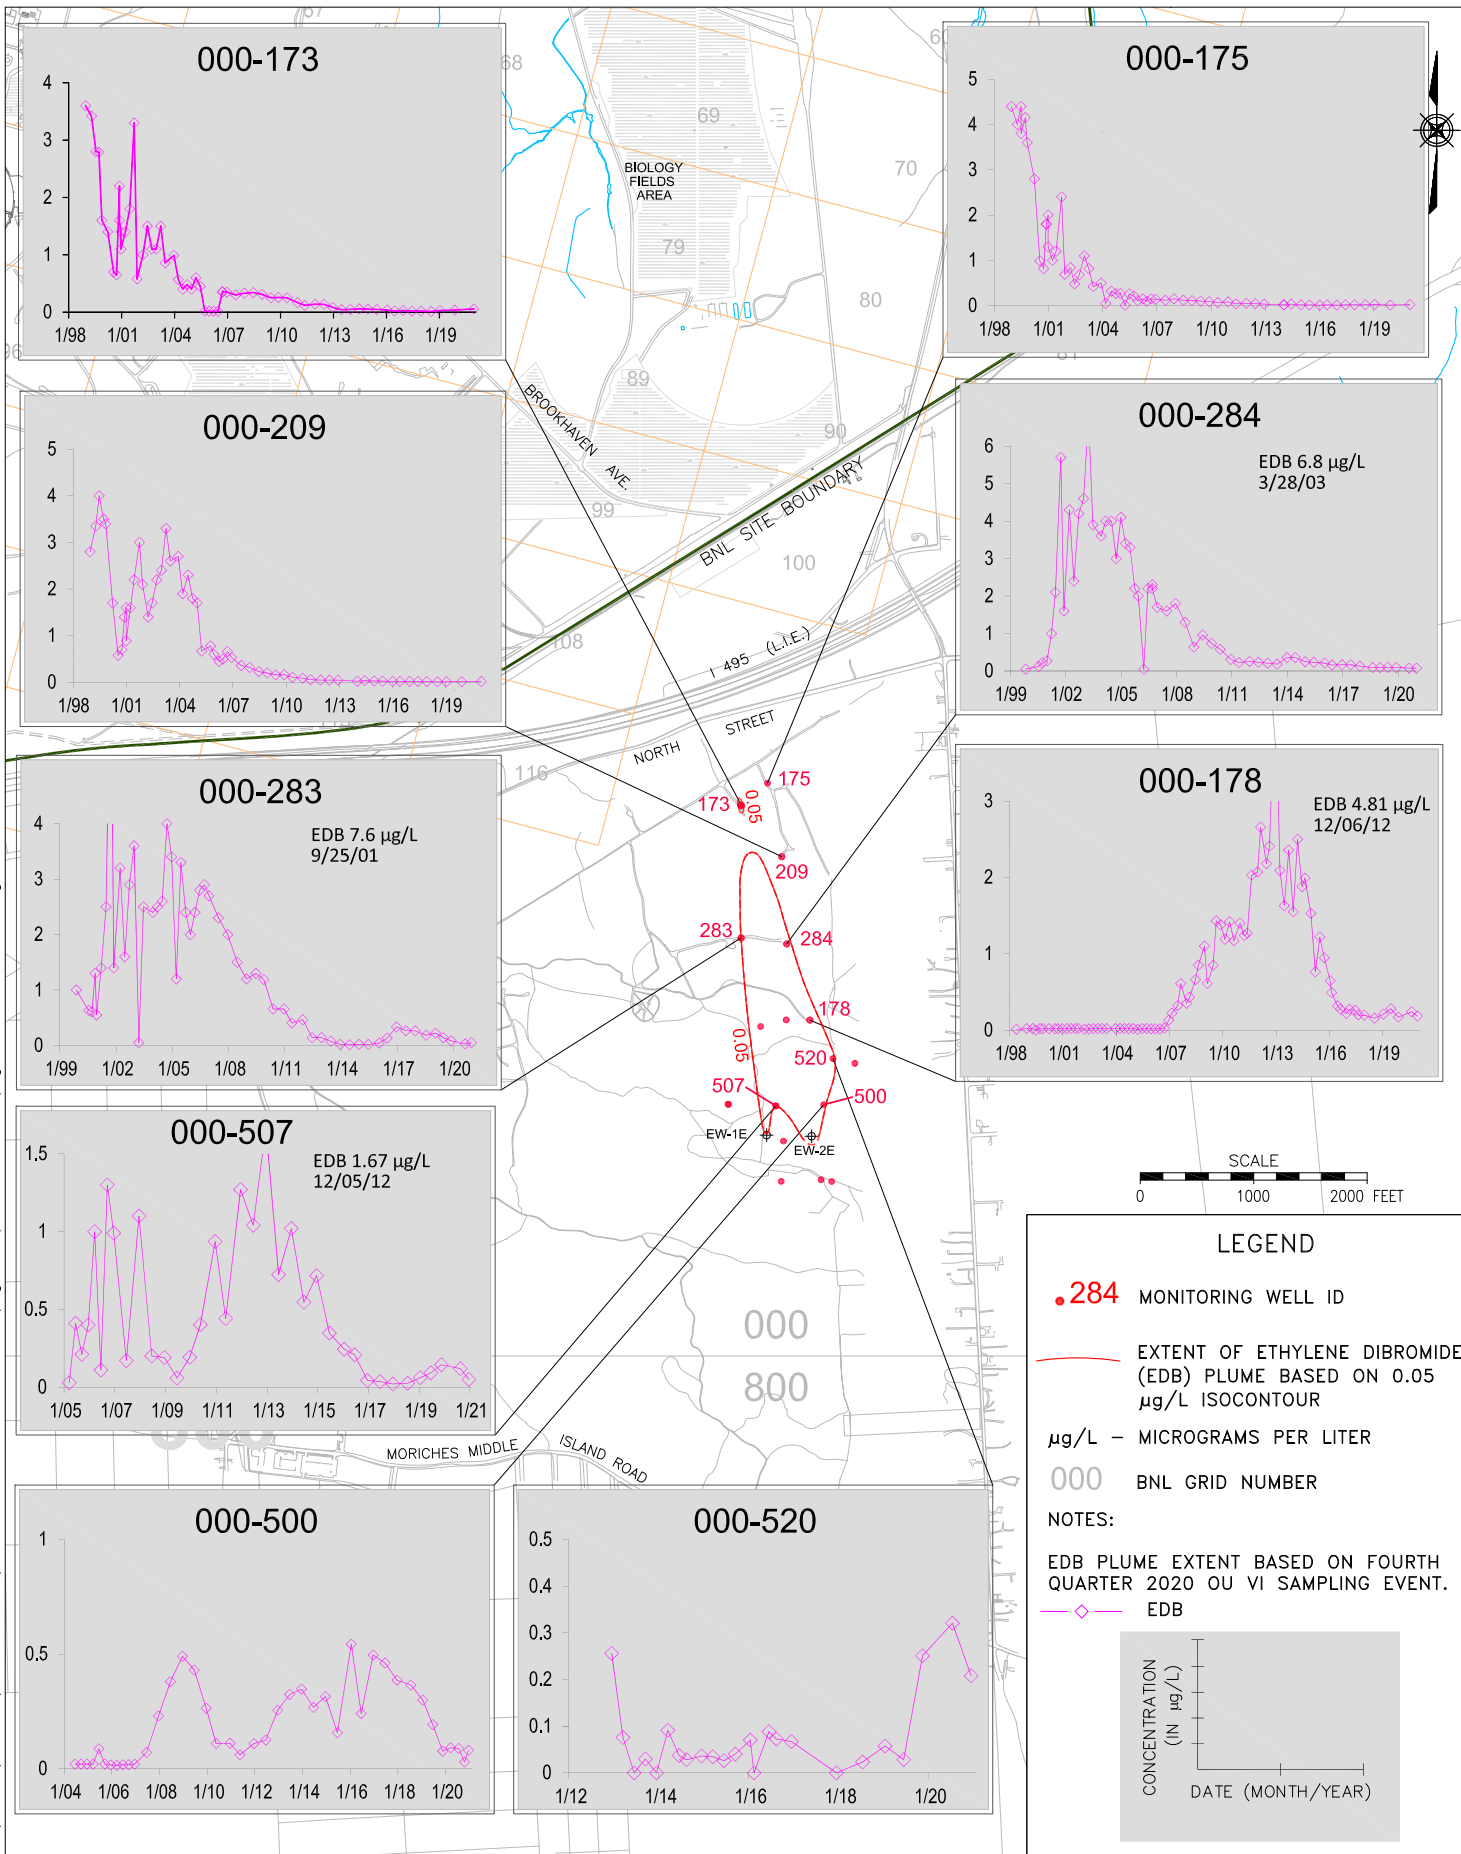 000-173
4
3
2
1
0
1/98 1/01 1/04 1/07 1/10 1/13 1/16 1/19
000-175
5
4
3
2
1
0
1/98 1/01 1/04 1/07 1/10 1/13 1/16 1/19
000-209
5
4
3
2
1
0
1/98 1/01 1/04 1/07 1/10 1/13 1/16 1/19
000-284
EDB 6.8 µg/L
3/28/03
6
5
4
3
2
1
0
1/99 1/02 1/05 1/08 1/11 1/14 1/17 1/20
000-283
EDB 7.6 µg/L
9/25/01
4
3
2
1
0
1/99 1/02 1/05 1/08 1/11 1/14 1/17 1/20
000-178
EDB 4.81 µg/L
12/06/12
3
2
1
0
1/98 1/01 1/04 1/07 1/10 1/13 1/16 1/19
000-507
EDB 1.67 µg/L
12/05/12
1.5
1
0.5
0
1/05 1/07 1/09 1/11 1/13 1/15 1/17 1/19 1/21
000-500
1
0.5
0
1/04 1/06 1/08 1/10 1/12 1/14 1/16 1/18 1/20
000-520
0.5
0.4
0.3
0.2
0.1
0
1/12 1/14 1/16 1/18 1/20
68
69
70
BIOLOGY
FIELDS
AREA
79
80
89
90
99
100
108
116
BROOKHAVEN AVE.
BNL SITE BOUNDARY
I 495 (L.I.E.)
NORTH STREET
175
173
0.05
209
283
284
178
0.05
520
507
500
EW-1E
EW-2E
000
800
MORICHES MIDDLE ISLAND ROAD
SCALE
0 1000 2000 FEET
LEGEND
284 MONITORING WELL ID
EXTENT OF ETHYLENE DIBROMIDE
(EDB) PLUME BASED ON 0.05
µg/L ISOCONTOUR
µg/L – MICROGRAMS PER LITER
000 BNL GRID NUMBER
NOTES:
EDB PLUME EXTENT BASED ON FOURTH
QUARTER 2020 OU VI SAMPLING EVENT.
EDB
CONCENTRATION
(IN µg/L)
DATE (MONTH/YEAR)